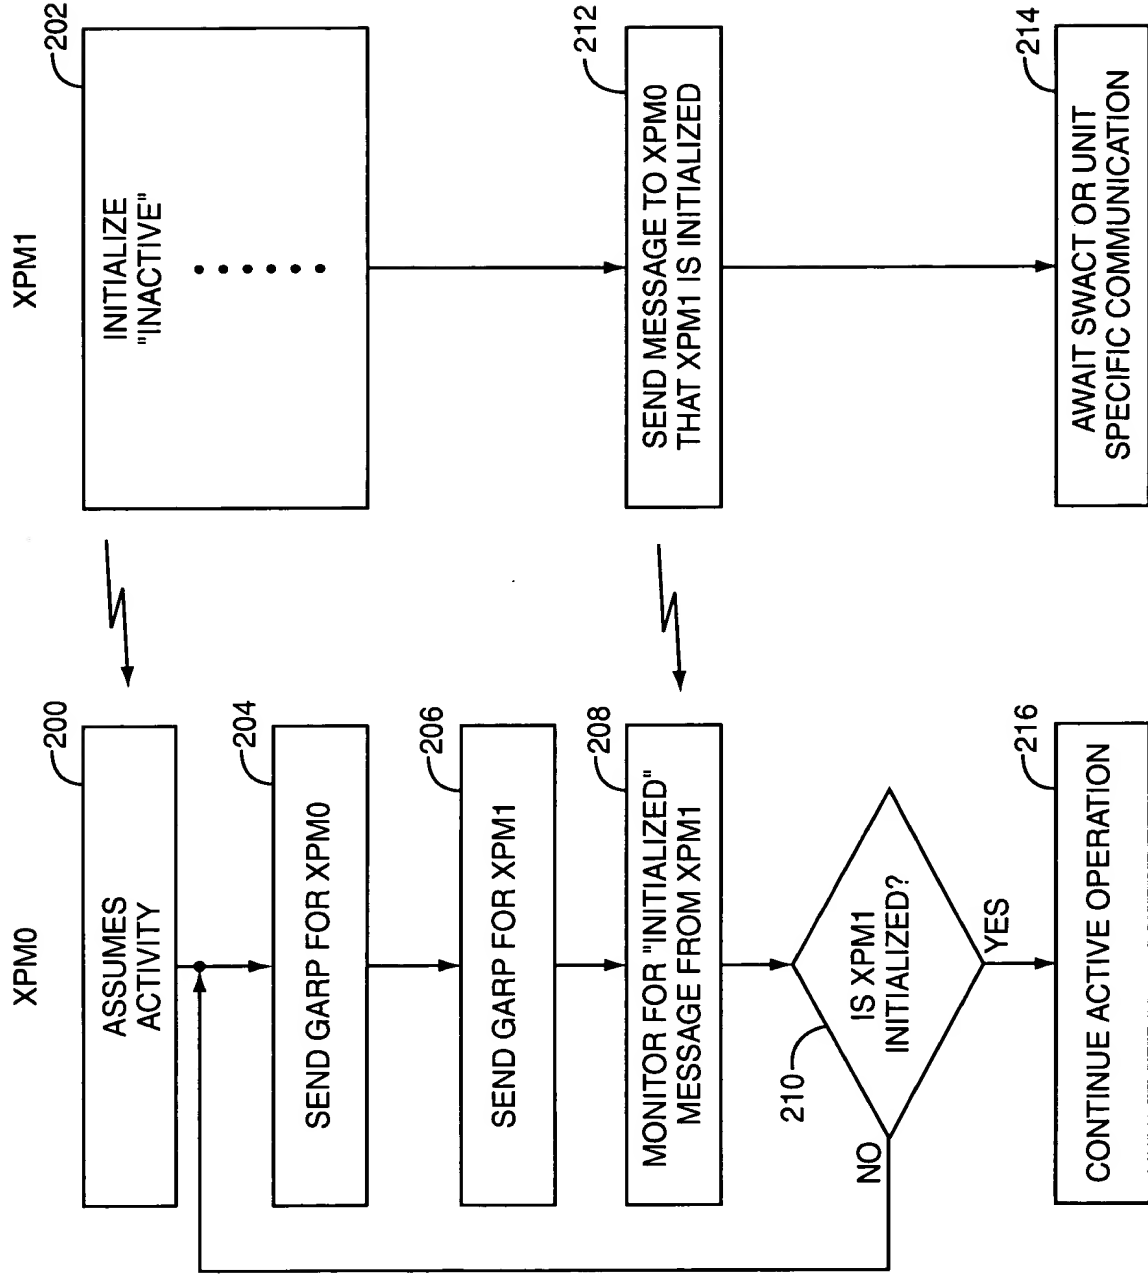 XPM0
XPM1
200
ASSUMES
ACTIVITY
202
INITIALIZE
"INACTIVE"
204
SEND GARP FOR XPM0
206
SEND GARP FOR XPM1
208
MONITOR FOR "INITIALIZED"
MESSAGE FROM XPM1
212
SEND MESSAGE TO XPM0
THAT XPM1 IS INITIALIZED
210
IS XPM1
INITIALIZED?
NO
YES
216
CONTINUE ACTIVE OPERATION
214
AWAIT SWACT OR UNIT
SPECIFIC COMMUNICATION